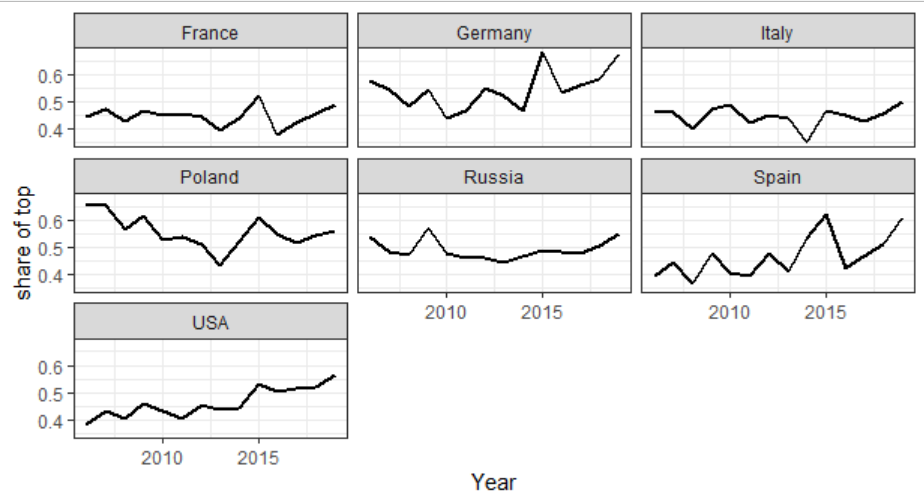 France Germany Italy
0.6
0.5
0.4
Poland Russia Spain
share of top
0.6
0.5
0.4
2010 2015 2010 2015
USA
0.6
0.5
0.4
2010 2015
Year